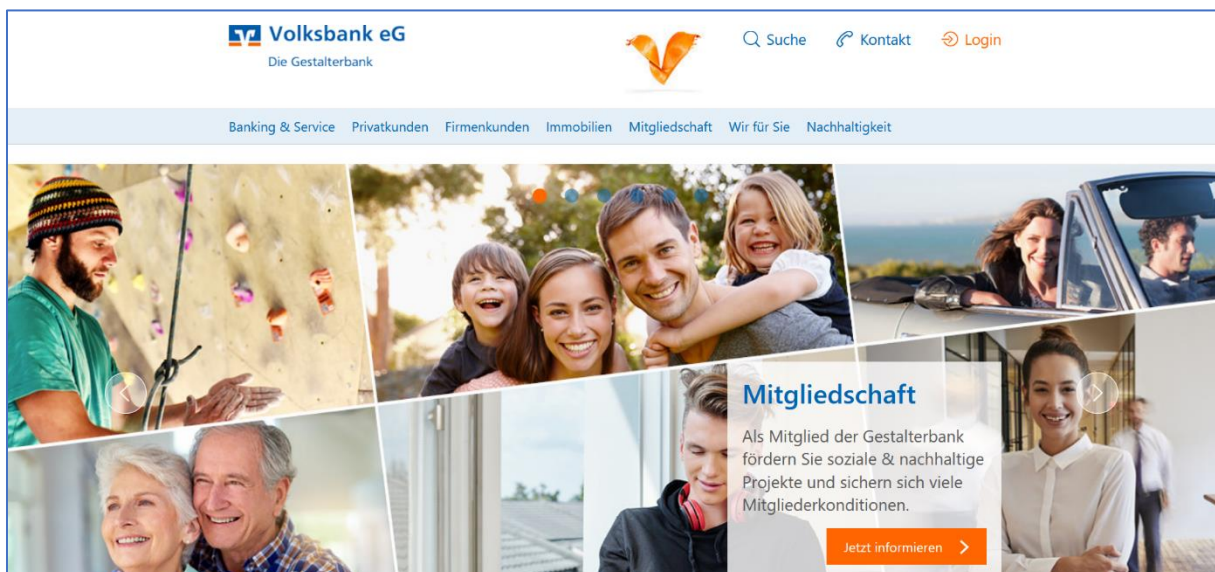 Volksbank eG
Die Gestalterbank
Suche Kontakt Login
Banking & Service Privatkunden Firmenkunden Immobilien Mitgliedschaft Wir für Sie Nachhaltigkeit
Mitgliedschaft
Als Mitglied der Gestalterbank
fördern Sie soziale & nachhaltige
Projekte und sichern sich viele
Mitgliederkonditionen.
Jetzt informieren